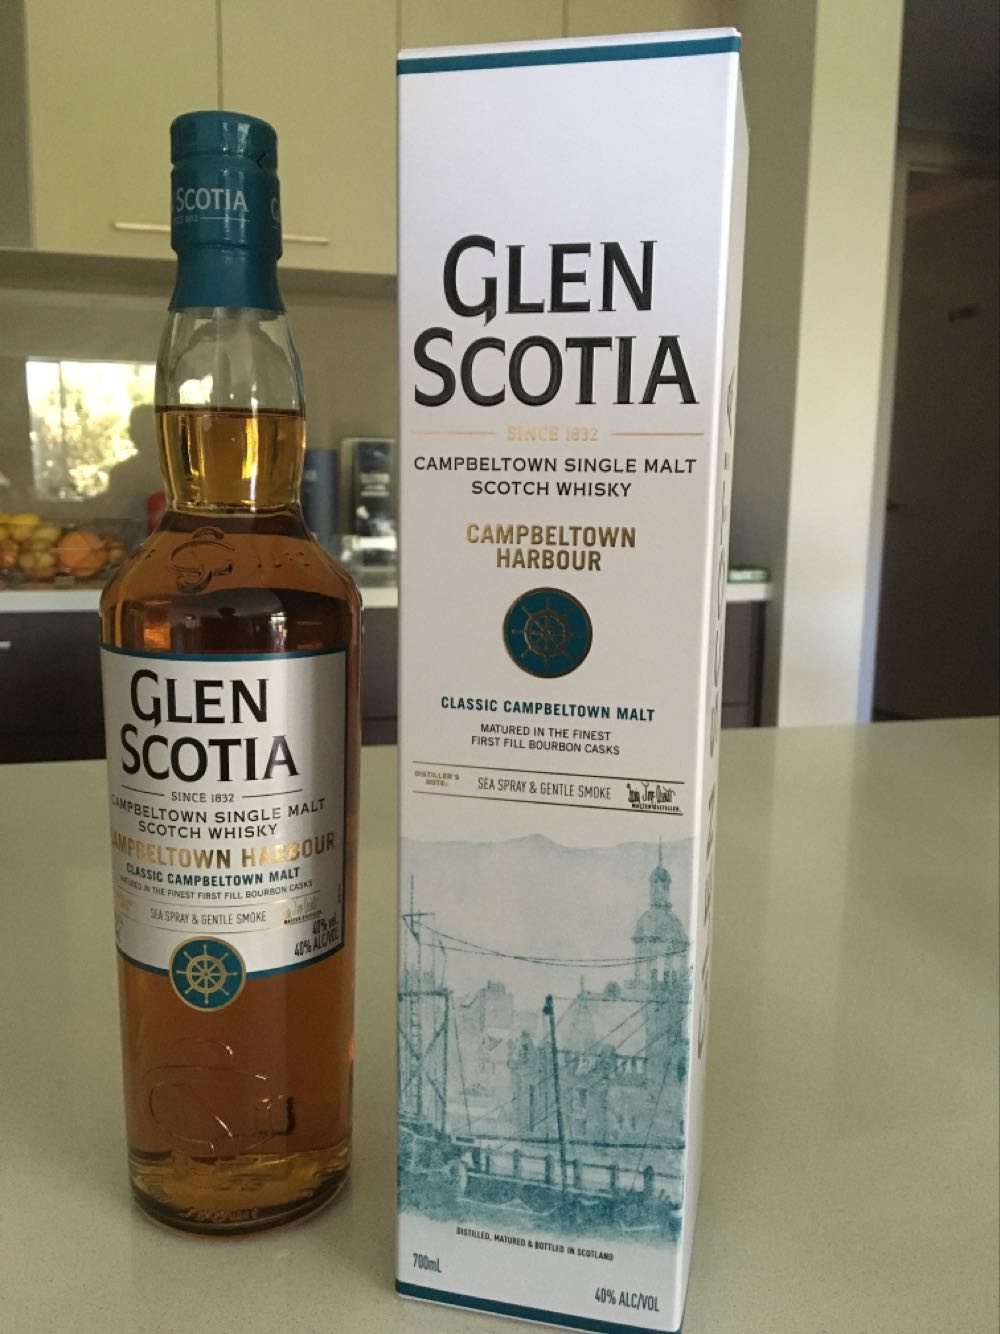 SCOTIA
GLEN
SCOTIA
SINCE 1832
CAMPBELTOWN SINGLE MALT
SCOTCH WHISKY
CAMPBELTOWN HARBOUR
CLASSIC CAMPBELTOWN MALT
MATURED IN THE FINEST FIRST FILL BOURBON CASKS
SEA SPRAY & GENTLE SMOKE
40% vol
40% ALC/VOL
GLEN
SCOTIA
SINCE 1832
CAMPBELTOWN SINGLE MALT
SCOTCH WHISKY
CAMPBELTOWN
HARBOUR
CLASSIC CAMPBELTOWN MALT
MATURED IN THE FINEST
FIRST FILL BOURBON CASKS
DISTILLER'S
NOTE:
SEA SPRAY & GENTLE SMOKE
MASTER DISTILLER.
DISTILLED, MATURED & BOTTLED IN SCOTLAND
700mL
40% ALC/VOL